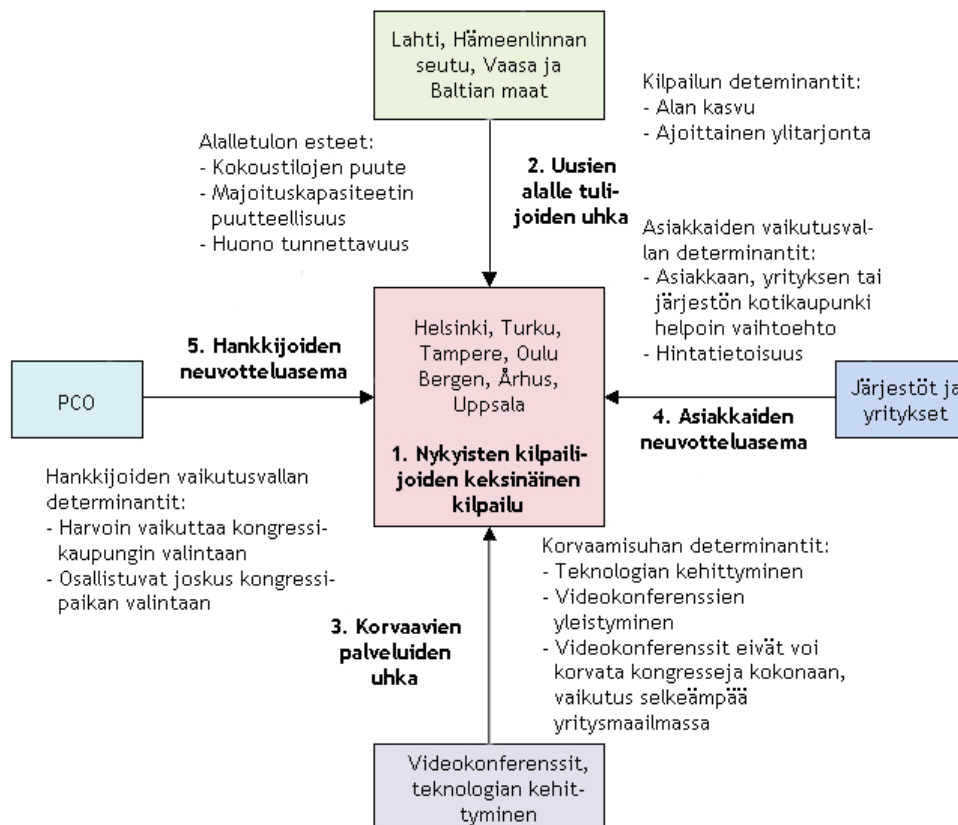 Lahti, Hämeenlinnan
seutu, Vaasa ja
Baltian maat
Kilpailun deteminantit:
- Alan kasvu
- Ajoittainen ylitarjonta
Alalletulon esteet:
- Kokoustilojen puute
- Majoituskapasiteetin
puutteellisuus
- Huono tunnettavuus
2. Uusien
alalle tuli-
joiden uhka
Asiakkaiden vaikutusval-
lan determinantit:
- Asiakkaan, yrityksen tai
järjestön kotikaupunki
helpoin vaihtoehto
- Hintatietoisuus
5. Hankkijoiden
neuvotteluasema
PCO
Helsinki, Turku,
Tampere, Oulu
Bergen, Århus,
Uppsala
1. Nykyisten kilpaili-
joiden keksinäinen
kilpailu
4. Asiakkaiden
neuvotteluasema
Järjestöt ja
yritykset
Hankkijoiden vaikutusvallan
determinantit:
- Harvoin vaikuttaa kongressi-
kaupungin valintaan
- Osallistuvat joskus kongressi-
paikan valintaan
3. Korvaavien
palveluiden
uhka
Korvaamisuhan determinantit:
- Teknologian kehittyminen
- Videokonferenssien
yleistyminen
- Videokonferenssit eivät voi
korvata kongresseja kokonaan,
vaikutus selkeämpää
yritysmaailmassa
Videokonferenssit,
teknologian kehit-
tyminen